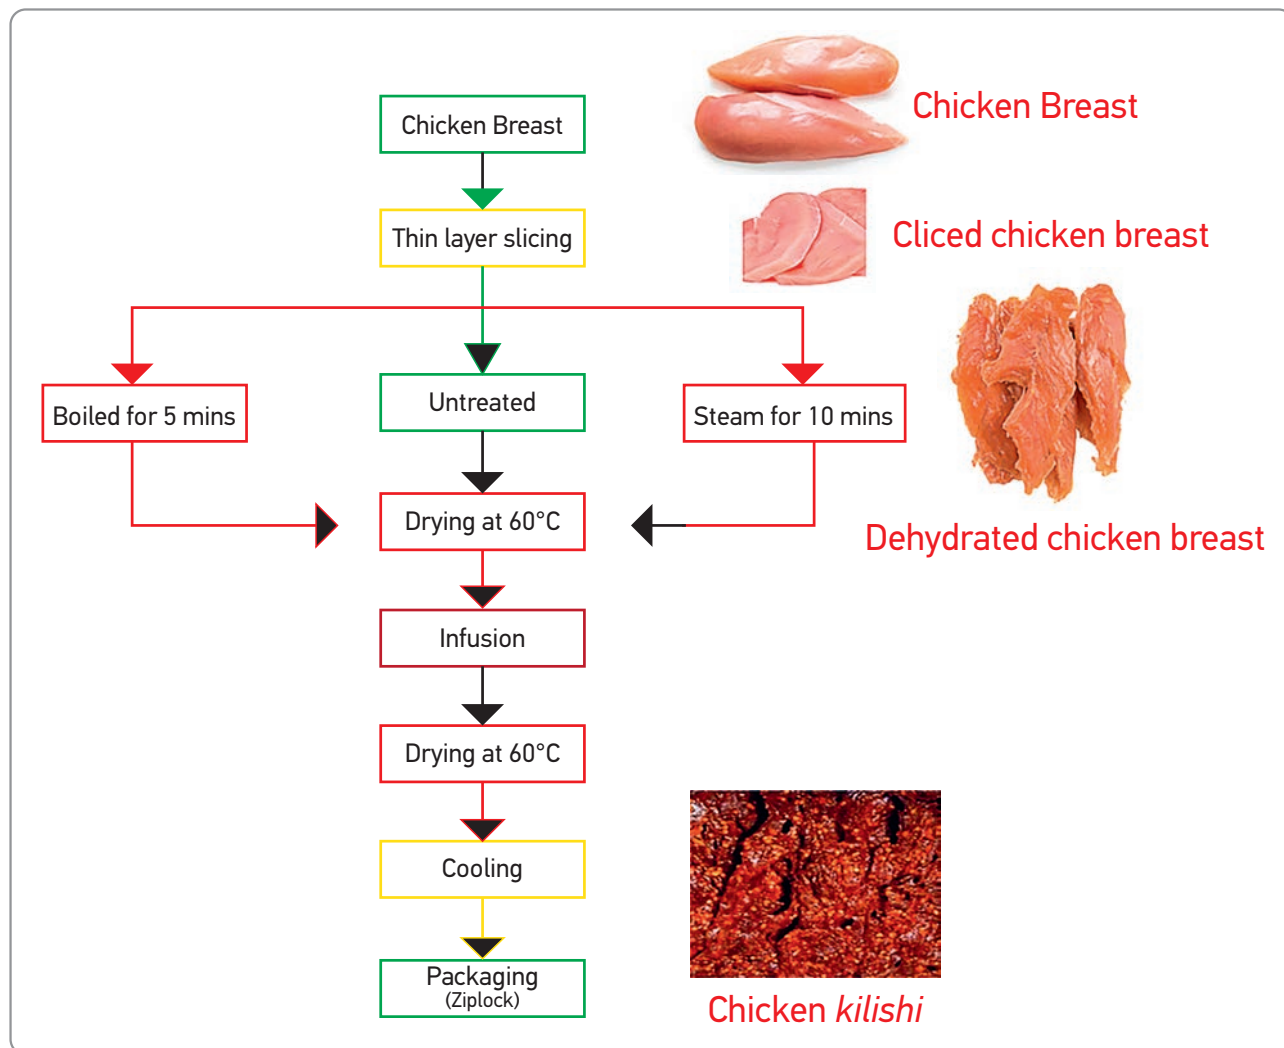 Chicken Breast
Chicken Breast
Thin layer slicing
Cliced chicken breast
Boiled for 5 mins
Untreated
Steam for 10 mins
Drying at 60°C
Dehydrated chicken breast
Infusion
Drying at 60°C
Cooling
Packaging
(Ziplock)
Chicken kilishi